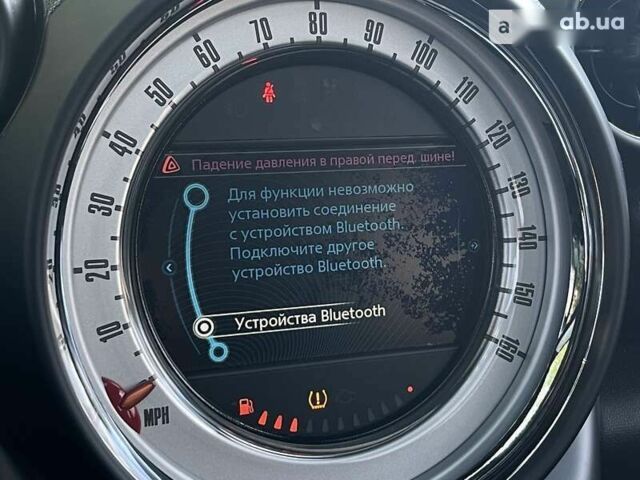 a ab.ua
80
70
90
60
100
50
110
40
120
30
130
20
140
10
150
160
MPH
Падение давления в правой перед. шине!
Для функции невозможно
установить соединение
с устройством Bluetooth.
Подключите другое
устройство Bluetooth.
Устройства Bluetooth